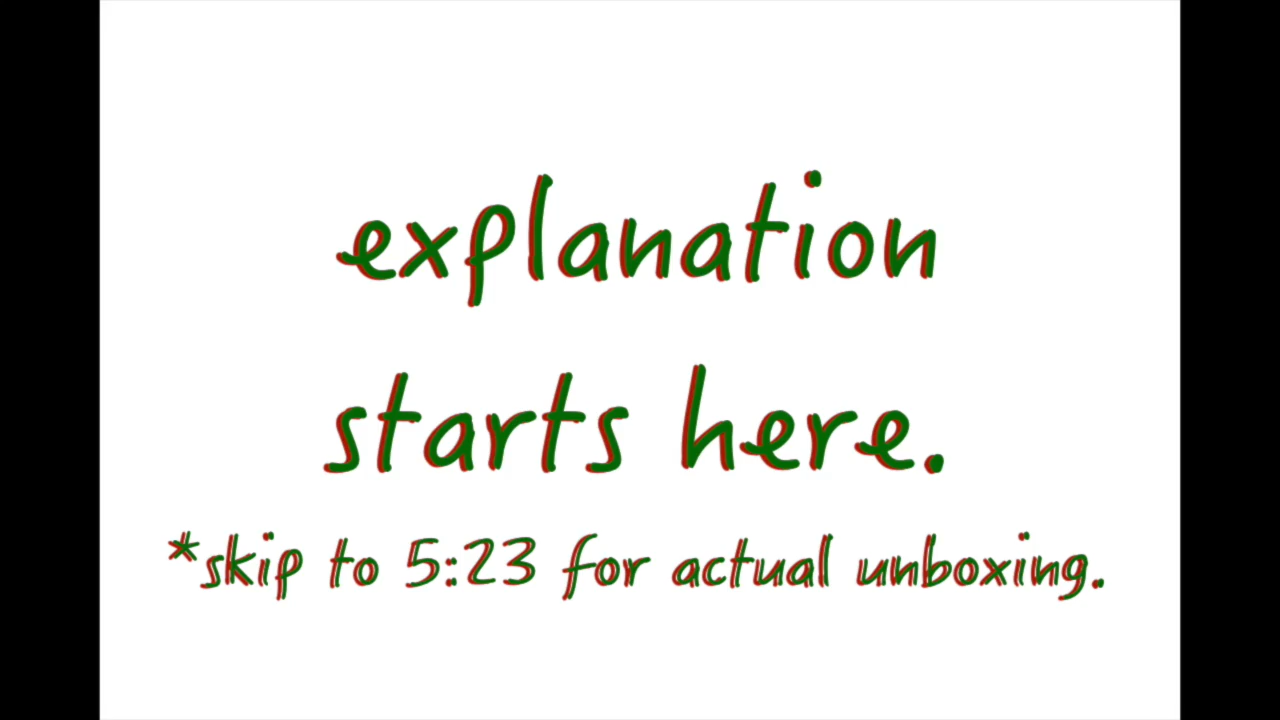 explanation
starts here.
*skip to 5:23 for actual unboxing.